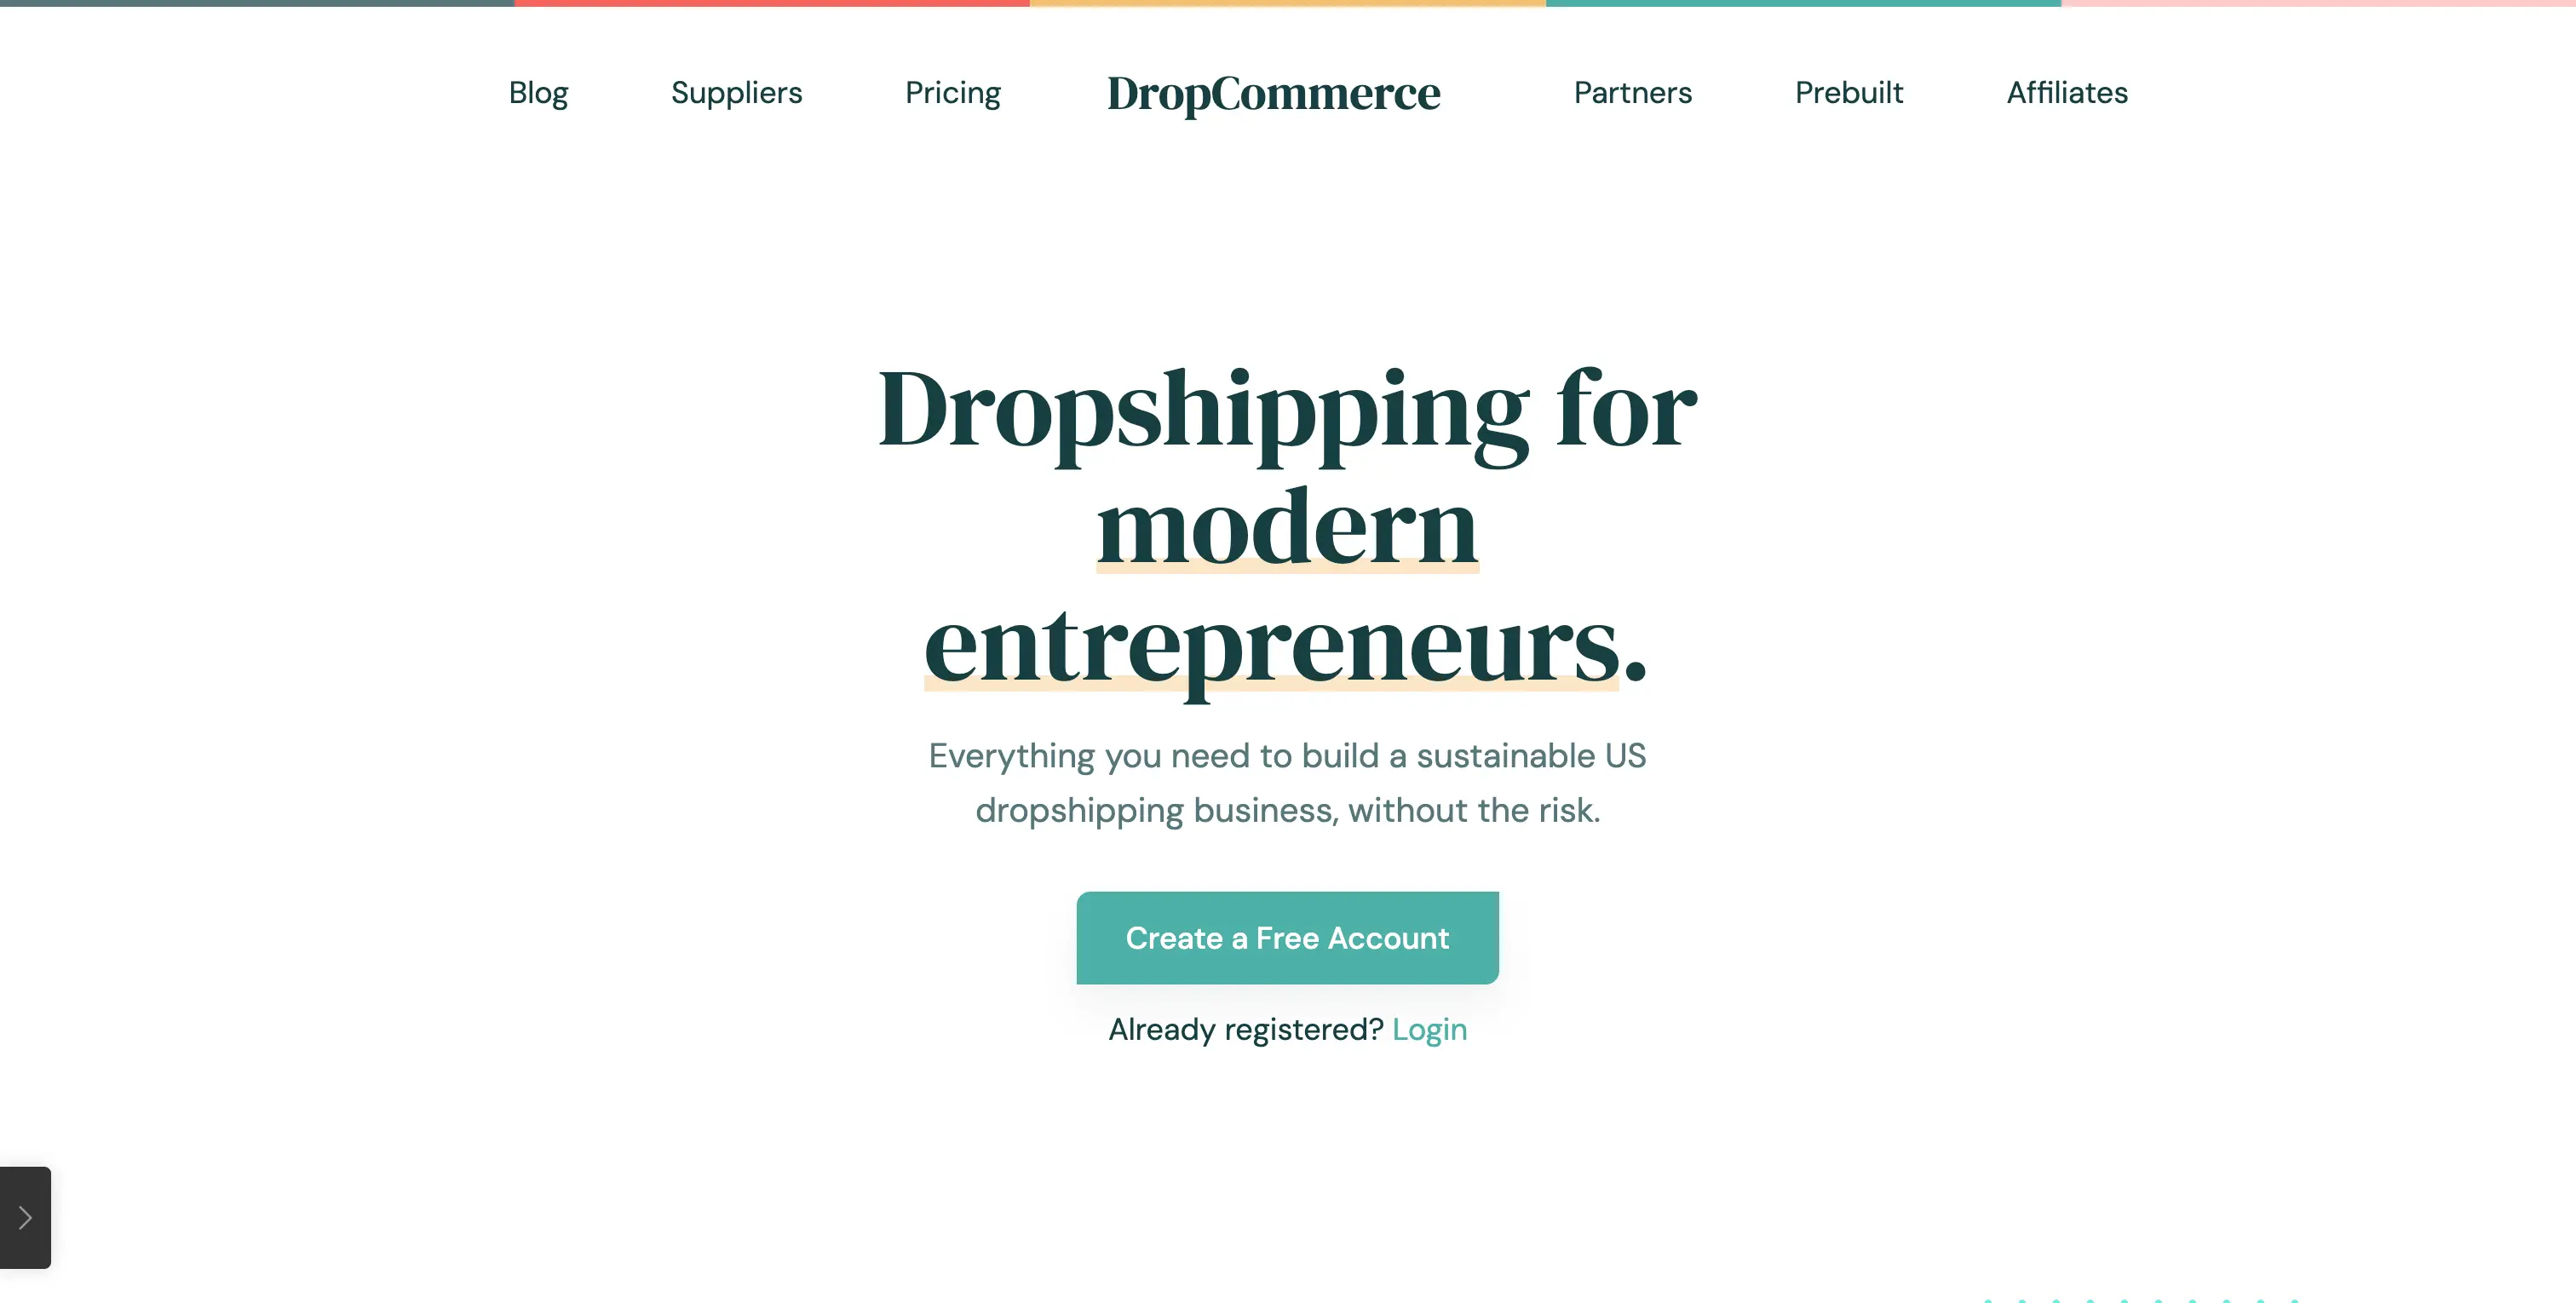 Blog Suppliers Pricing DropCommerce Partners Prebuilt Affiliates
Dropshipping for
modern
entrepreneurs.
Everything you need to build a sustainable US
dropshipping business, without the risk.
Create a Free Account
Already registered? Login